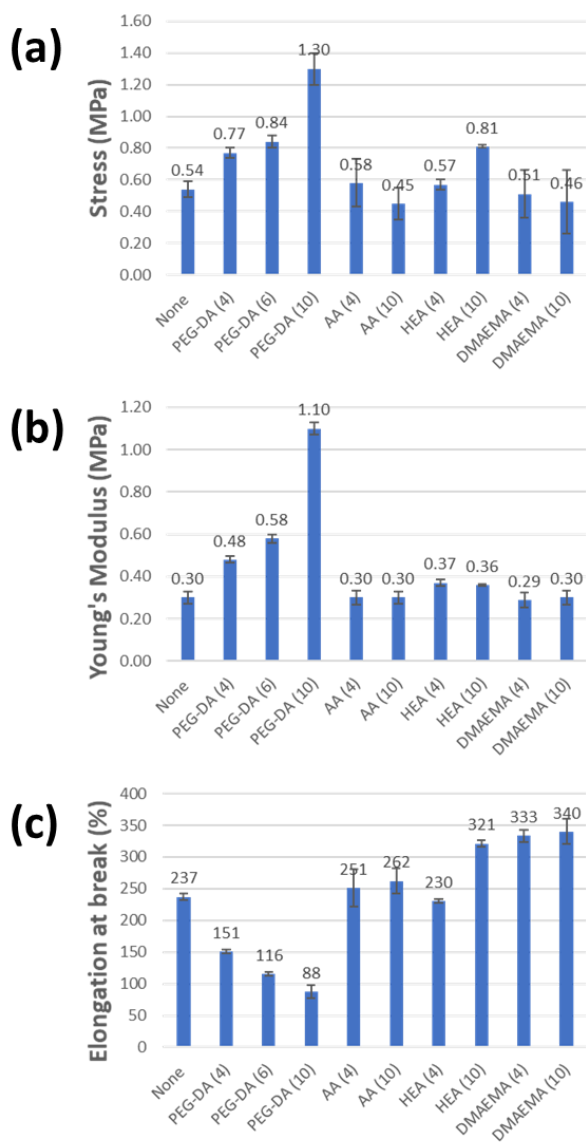 (a)
Stress (MPa)
1.60
1.40
1.20
1.00
0.80
0.60
0.40
0.20
0.00
0.54
0.77
0.84
1.30
0.58
0.45
0.57
0.81
0.51
0.46
None
PEG-DA (4)
PEG-DA (6)
PEG-DA (10)
AA (4)
AA (10)
HEA (4)
HEA (10)
DMAEMA (4)
DMAEMA (10)
(b)
Young's Modulus (MPa)
1.20
1.00
0.80
0.60
0.40
0.20
0.00
0.30
0.48
0.58
1.10
0.30
0.30
0.37
0.36
0.29
0.30
None
PEG-DA (4)
PEG-DA (6)
PEG-DA (10)
AA (4)
AA (10)
HEA (4)
HEA (10)
DMAEMA (4)
DMAEMA (10)
(c)
Elongation at break (%)
400
350
300
250
200
150
100
50
0
237
151
116
88
251
262
230
321
333
340
None
PEG-DA (4)
PEG-DA (6)
PEG-DA (10)
AA (4)
AA (10)
HEA (4)
HEA (10)
DMAEMA (4)
DMAEMA (10)